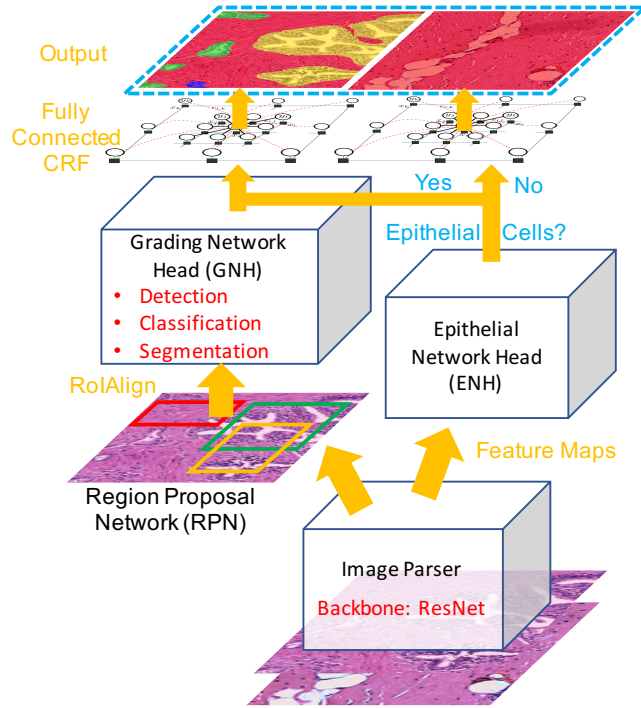 Output
Fully
Connected
CRF
Yes
No
Epithelial Cells?
Grading Network
Head (GNH)
• Detection
• Classification
• Segmentation
Epithelial
Network Head
(ENH)
RoIAlign
Feature Maps
Region Proposal
Network (RPN)
Image Parser
Backbone: ResNet